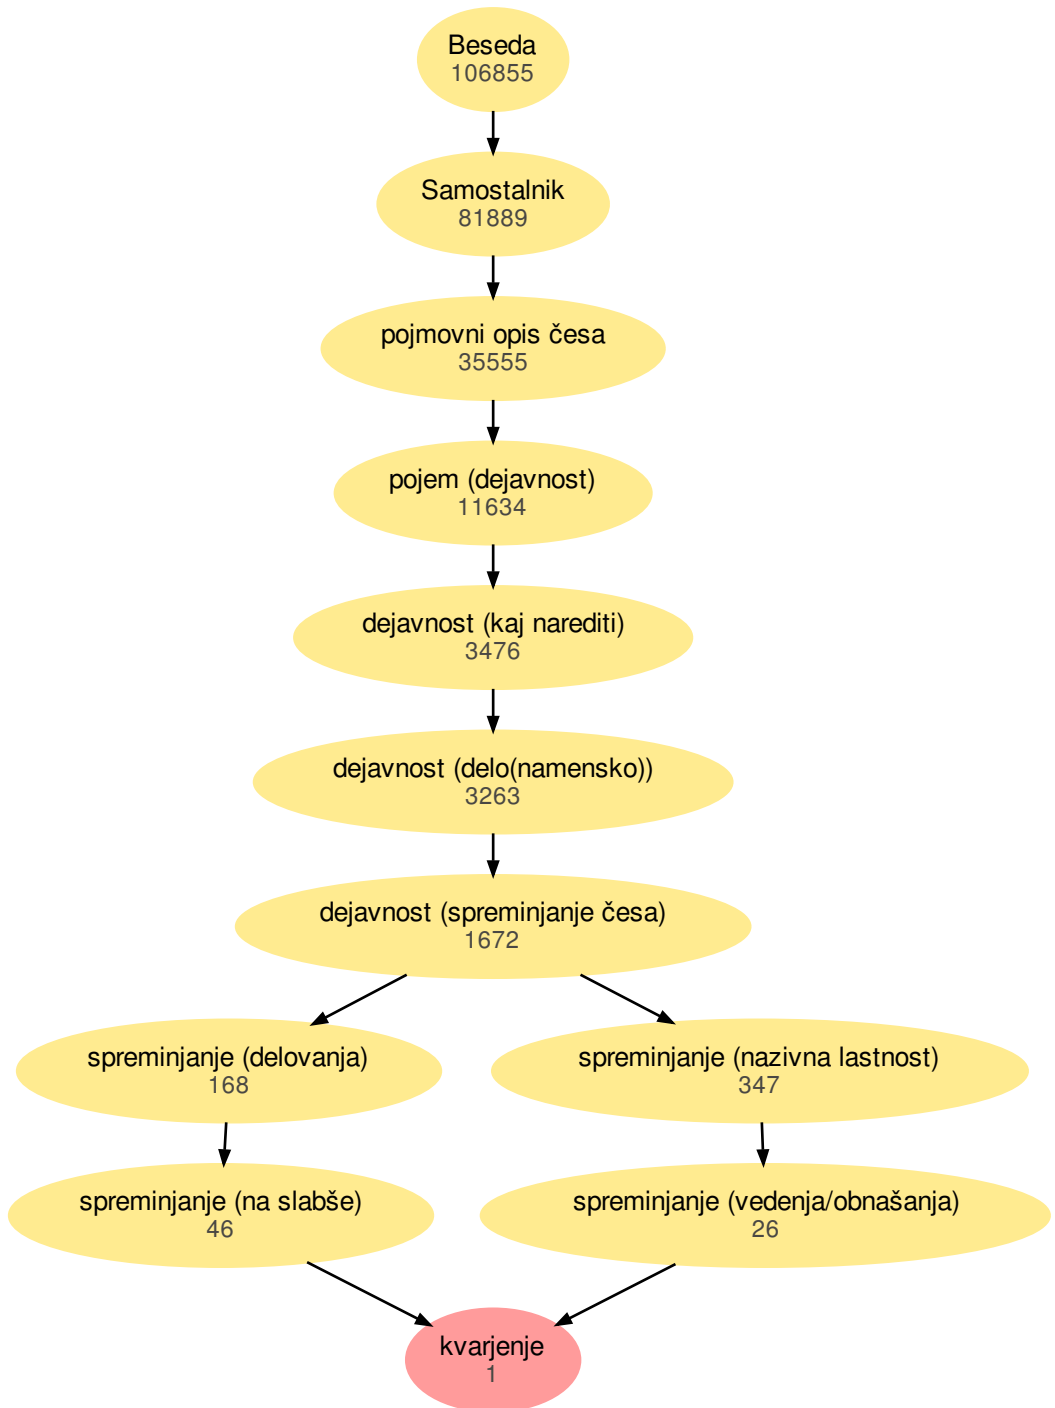 Beseda
106855
Samostalnik
81889
pojmovni opis česa
35555
pojem (dejavnost)
11634
dejavnost (kaj narediti)
3476
dejavnost (delo(namensko))
3263
dejavnost (spreminjanje česa)
1672
spreminjanje (delovanja)
168
spreminjanje (nazivna lastnost)
347
spreminjanje (na slabše)
46
spreminjanje (vedenja/obnašanja)
26
kvarjenje
1